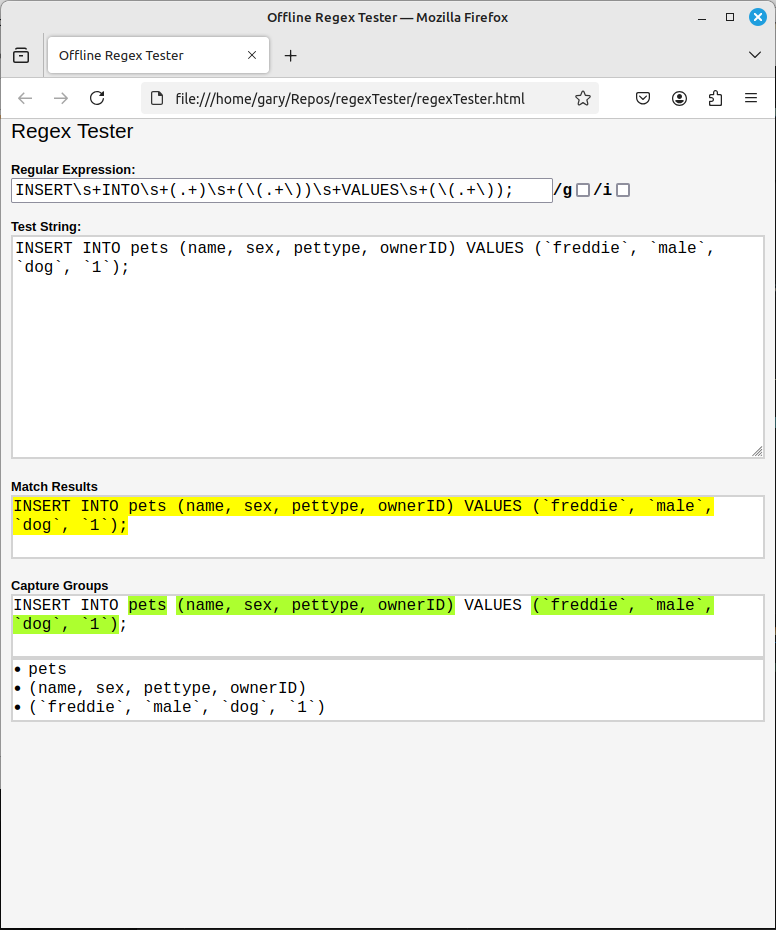 Offline Regex Tester — Mozilla Firefox
Offline Regex Tester
file:///home/gary/Repos/regexTester/regexTester.html
Regex Tester
Regular Expression:
INSERT\s+INTO\s+(.+)\s+(\(.+\))\s+VALUES\s+(\(.+\)); /g /i
Test String:
INSERT INTO pets (name, sex, pettype, ownerID) VALUES (`freddie`, `male`,
`dog`, `1`);
Match Results
INSERT INTO pets (name, sex, pettype, ownerID) VALUES (`freddie`, `male`,
`dog`, `1`);
Capture Groups
INSERT INTO pets (name, sex, pettype, ownerID) VALUES (`freddie`, `male`,
`dog`, `1`);
• pets
• (name, sex, pettype, ownerID)
• (`freddie`, `male`, `dog`, `1`)